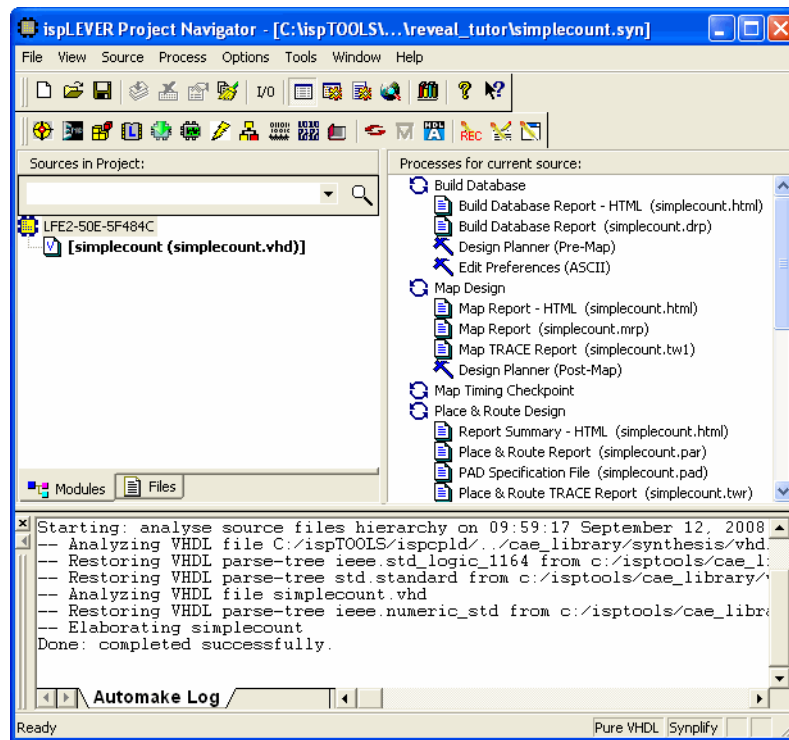 ispLEVER Project Navigator - [C:\ispTOOLS\...\reveal_tutor\simplecount.syn]
File View Source Process Options Tools Window Help
I/O
REC
Sources in Project:
LFE2-50E-5F484C
[simplecount (simplecount.vhd)]
Modules Files
Processes for current source:
Build Database
Build Database Report - HTML (simplecount.html)
Build Database Report (simplecount.drp)
Design Planner (Pre-Map)
Edit Preferences (ASCII)
Map Design
Map Report - HTML (simplecount.html)
Map Report (simplecount.mrp)
Map TRACE Report (simplecount.tw1)
Design Planner (Post-Map)
Map Timing Checkpoint
Place & Route Design
Report Summary - HTML (simplecount.html)
Place & Route Report (simplecount.par)
PAD Specification File (simplecount.pad)
Place & Route TRACE Report (simplecount.twr)
Starting: analyse source files hierarchy on 09:59:17 September 12, 2008
-- Analyzing VHDL file C:/ispTOOLS/ispcpld/../cae_library/synthesis/vhd.
-- Restoring VHDL parse-tree ieee.std_logic_1164 from c:/isptools/cae_l
-- Restoring VHDL parse-tree std.standard from c:/isptools/cae_library/
-- Analyzing VHDL file simplecount.vhd
-- Restoring VHDL parse-tree ieee.numeric_std from c:/isptools/cae_libr
-- Elaborating simplecount
Done: completed successfully.
Automake Log
Ready Pure VHDL Synplify